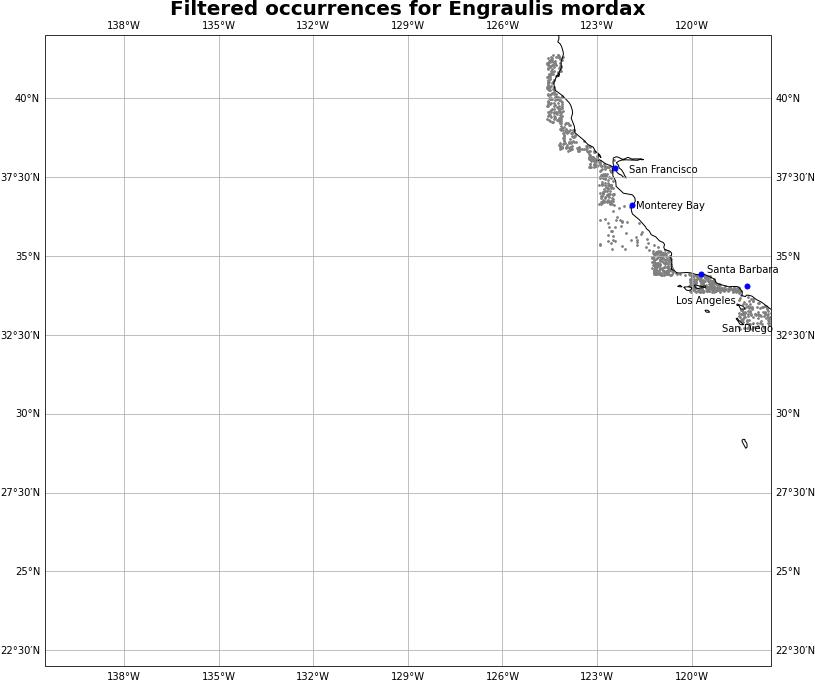 Filtered occurrences for Engraulis mordax
138°W 135°W 132°W 129°W 126°W 123°W 120°W
40°N 40°N
37°30′N San Francisco 37°30′N
Monterey Bay
35°N 35°N
Santa Barbara
Los Angeles
San Diego
32°30′N 32°30′N
30°N 30°N
27°30′N 27°30′N
25°N 25°N
22°30′N 22°30′N
138°W 135°W 132°W 129°W 126°W 123°W 120°W